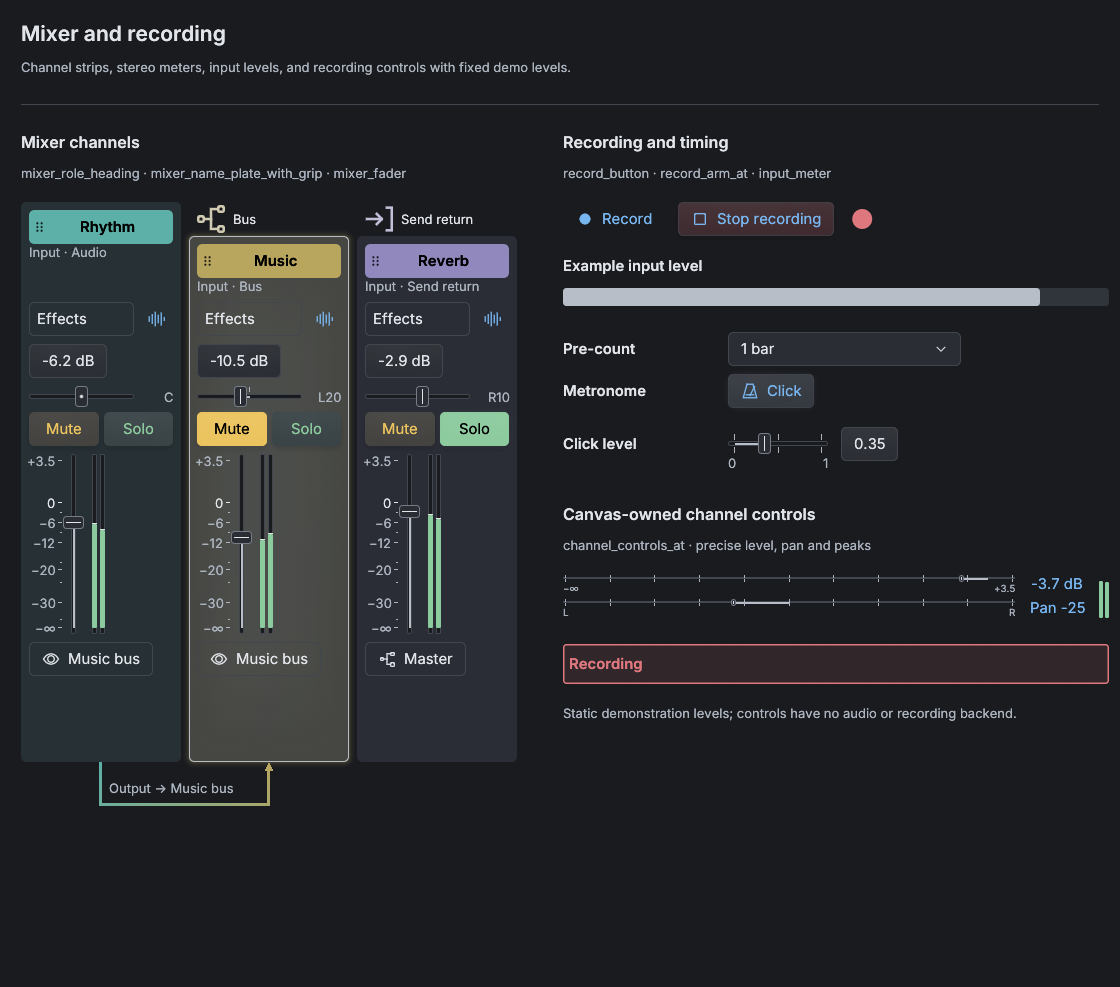 Mixer and recording
Channel strips, stereo meters, input levels, and recording controls with fixed demo levels.
Mixer channels
mixer_role_heading · mixer_name_plate_with_grip · mixer_fader
Rhythm
Input · Audio
Effects
-6.2 dB
C
Mute
Solo
+3.5
0
−6
−12
−20
−30
−∞
Music bus
Bus
Music
Input · Bus
Effects
-10.5 dB
L20
Mute
Solo
+3.5
0
−6
−12
−20
−30
−∞
Music bus
Send return
Reverb
Input · Send return
Effects
-2.9 dB
R10
Mute
Solo
+3.5
0
−6
−12
−20
−30
−∞
Master
Output → Music bus
Recording and timing
record_button · record_arm_at · input_meter
Record
Stop recording
Example input level
Pre-count
1 bar
Metronome
Click
Click level
0
1
0.35
Canvas-owned channel controls
channel_controls_at · precise level, pan and peaks
−∞
+3.5
-3.7 dB
L
R
Pan -25
Recording
Static demonstration levels; controls have no audio or recording backend.